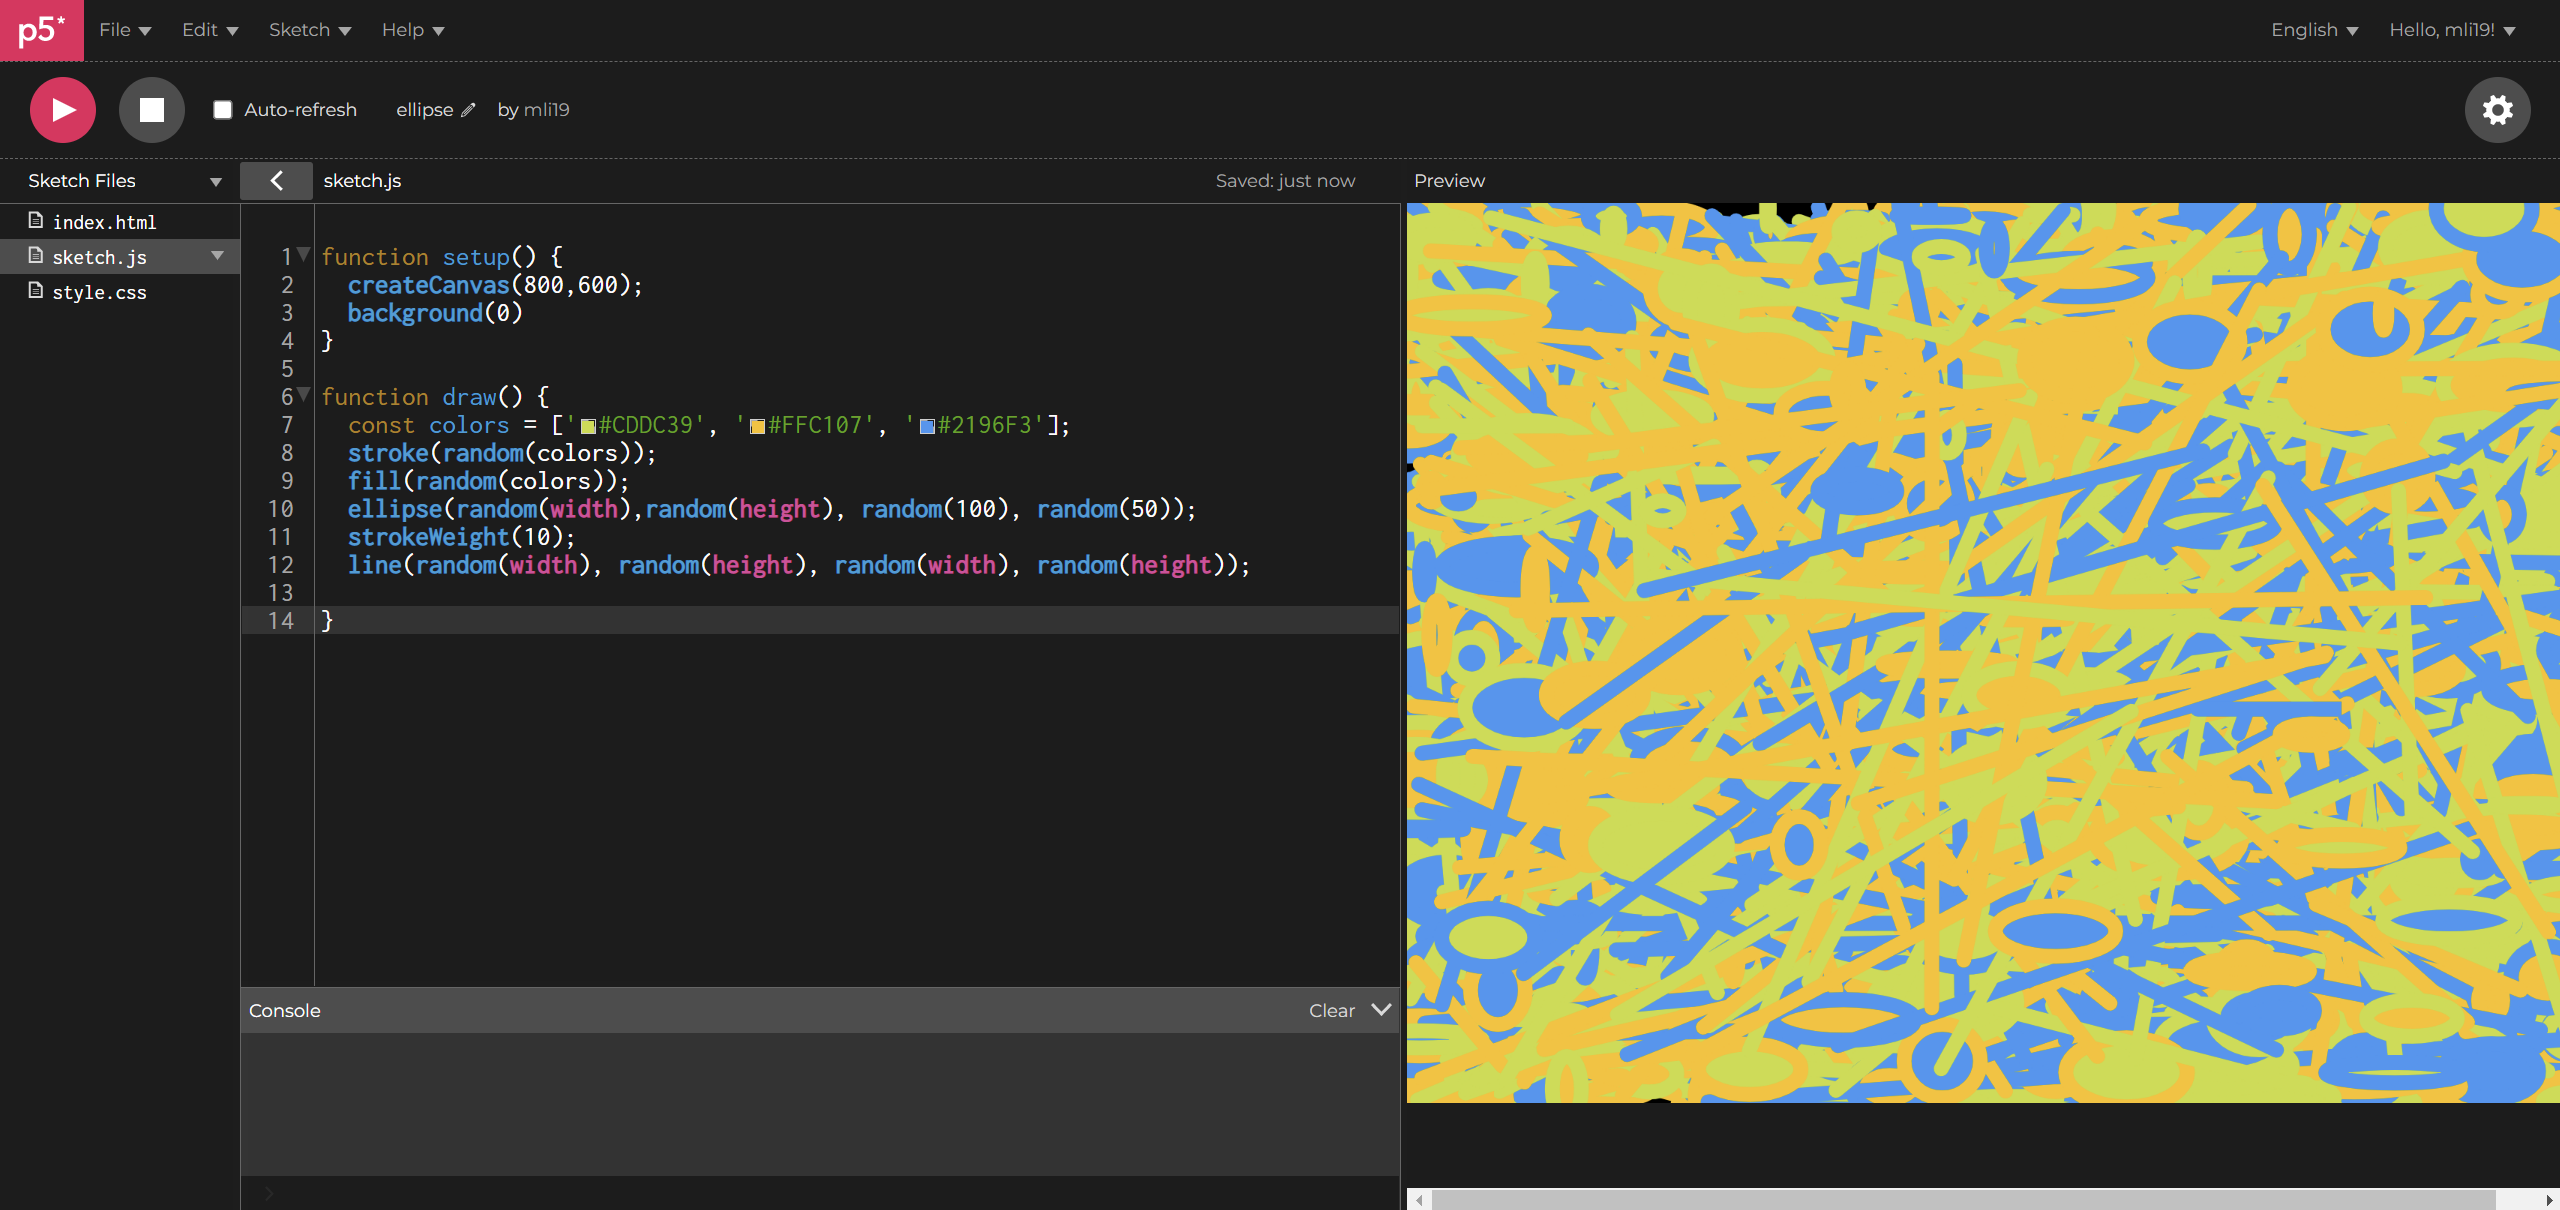 p5* File Edit Sketch Help English Hello, mli19!
Auto-refresh ellipse by mli19
Sketch Files sketch.js Saved: just now Preview
index.html
sketch.js
style.css
1 function setup() {
2 createCanvas(800,600);
3 background(0)
4 }
5
6 function draw() {
7 const colors = ['#CDDC39', '#FFC107', '#2196F3'];
8 stroke(random(colors));
9 fill(random(colors));
10 ellipse(random(width),random(height), random(100), random(50));
11 strokeWeight(10);
12 line(random(width), random(height), random(width), random(height));
13
14 }
Console Clear